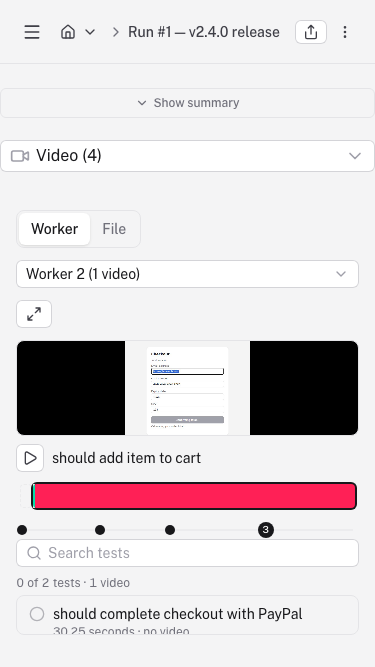 Run #1 — v2.4.0 release
Show summary
Video (4)
Worker
File
Worker 2 (1 video)
Checkout
should add item to cart
3
Search tests
0 of 2 tests · 1 video
should complete checkout with PayPal
30.25 seconds · no video